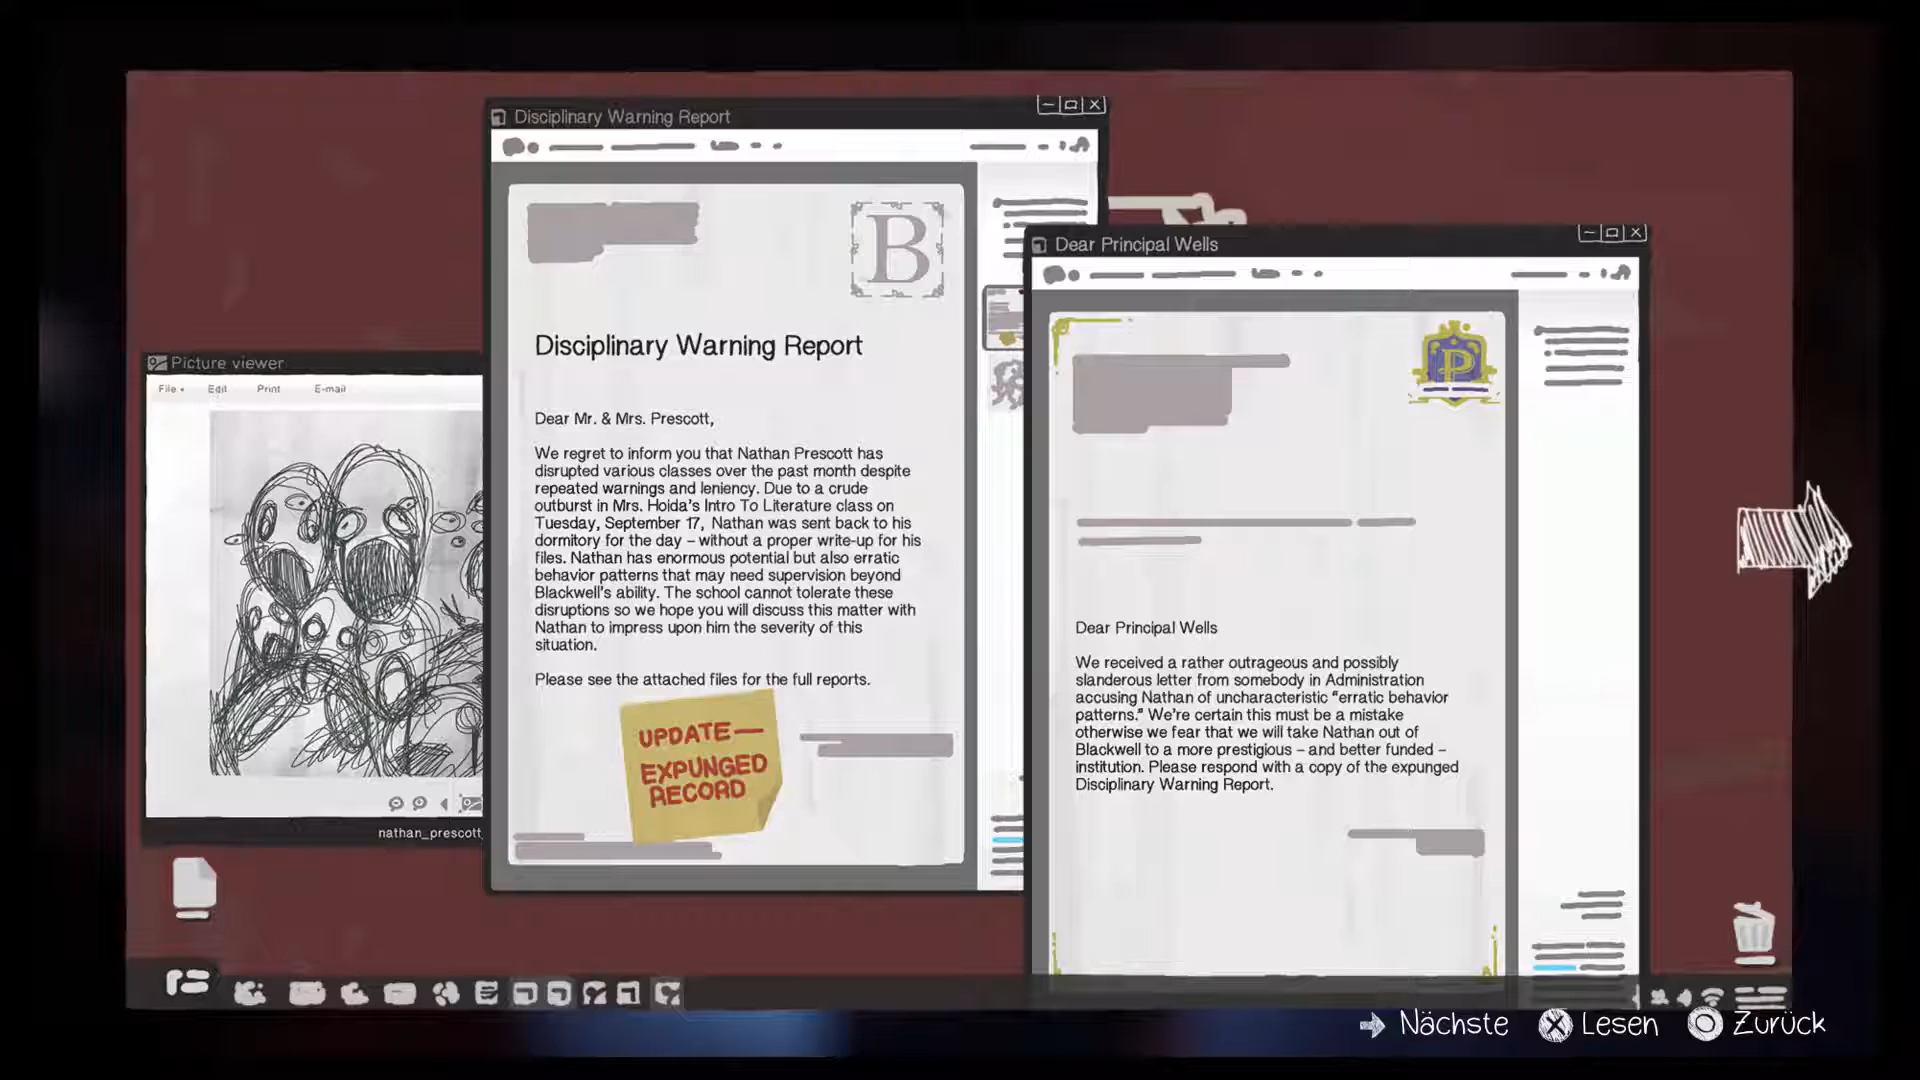 Disciplinary Warning Report
B
Disciplinary Warning Report
Dear Mr. & Mrs. Prescott,
We regret to inform you that Nathan Prescott has
disrupted various classes over the past month despite
repeated warnings and leniency. Due to a crude
outburst in Mrs. Hoida's Intro To Literature class on
Tuesday, September 17, Nathan was sent back to his
dormitory for the day – without a proper write-up for his
files. Nathan has enormous potential but also erratic
behavior patterns that may need supervision beyond
Blackwell's ability. The school cannot tolerate these
disruptions so we hope you will discuss this matter with
Nathan to impress upon him the severity of this
situation.
Please see the attached files for the full reports.
UPDATE—
EXPUNGED
RECORD
Dear Principal Wells
P
Dear Principal Wells
We received a rather outrageous and possibly
slanderous letter from somebody in Administration
accusing Nathan of uncharacteristic “erratic behavior
patterns.” We're certain this must be a mistake
otherwise we fear that we will take Nathan out of
Blackwell to a more prestigious – and better funded –
institution. Please respond with a copy of the expunged
Disciplinary Warning Report.
Picture viewer
File Edit Print E-mail
nathan_prescott_
Nächste Lesen Zurück